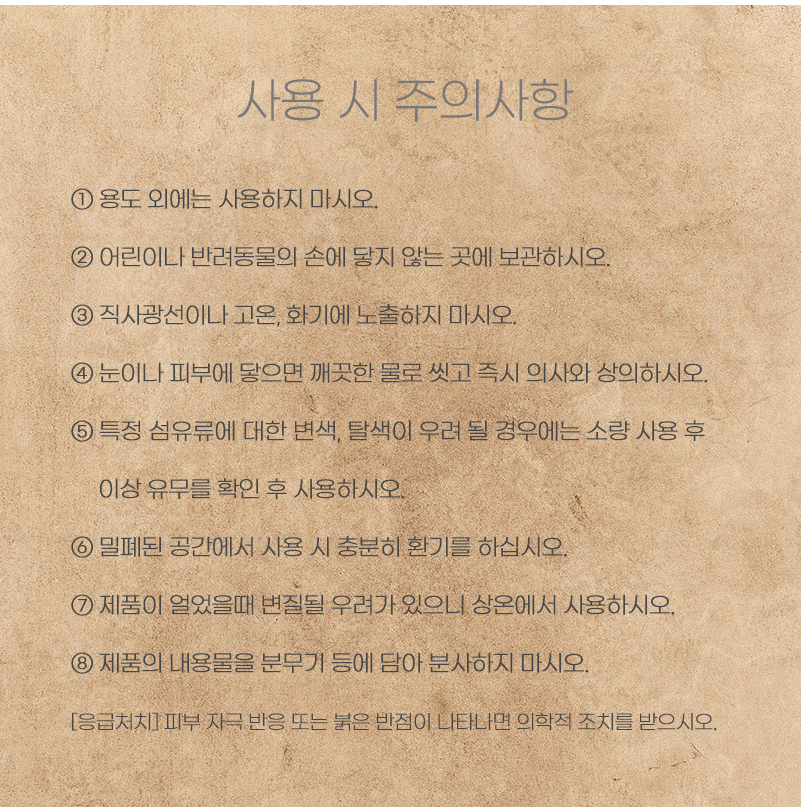 사용 시 주의사항
① 용도 외에는 사용하지 마시오.
② 어린이나 반려동물의 손에 닿지 않는 곳에 보관하시오.
③ 직사광선이나 고온, 화기에 노출하지 마시오.
④ 눈이나 피부에 닿으면 깨끗한 물로 씻고 즉시 의사와 상의하시오.
⑤ 특정 섬유류에 대한 변색, 탈색이 우려 될 경우에는 소량 사용 후
이상 유무를 확인 후 사용하시오.
⑥ 밀폐된 공간에서 사용 시 충분히 환기를 하십시오.
⑦ 제품이 얼었을때 변질될 우려가 있으니 상온에서 사용하시오.
⑧ 제품의 내용물을 분무기 등에 담아 분사하지 마시오.
[응급처치] 피부 자극 반응 또는 붉은 반점이 나타나면 의학적 조치를 받으시오.